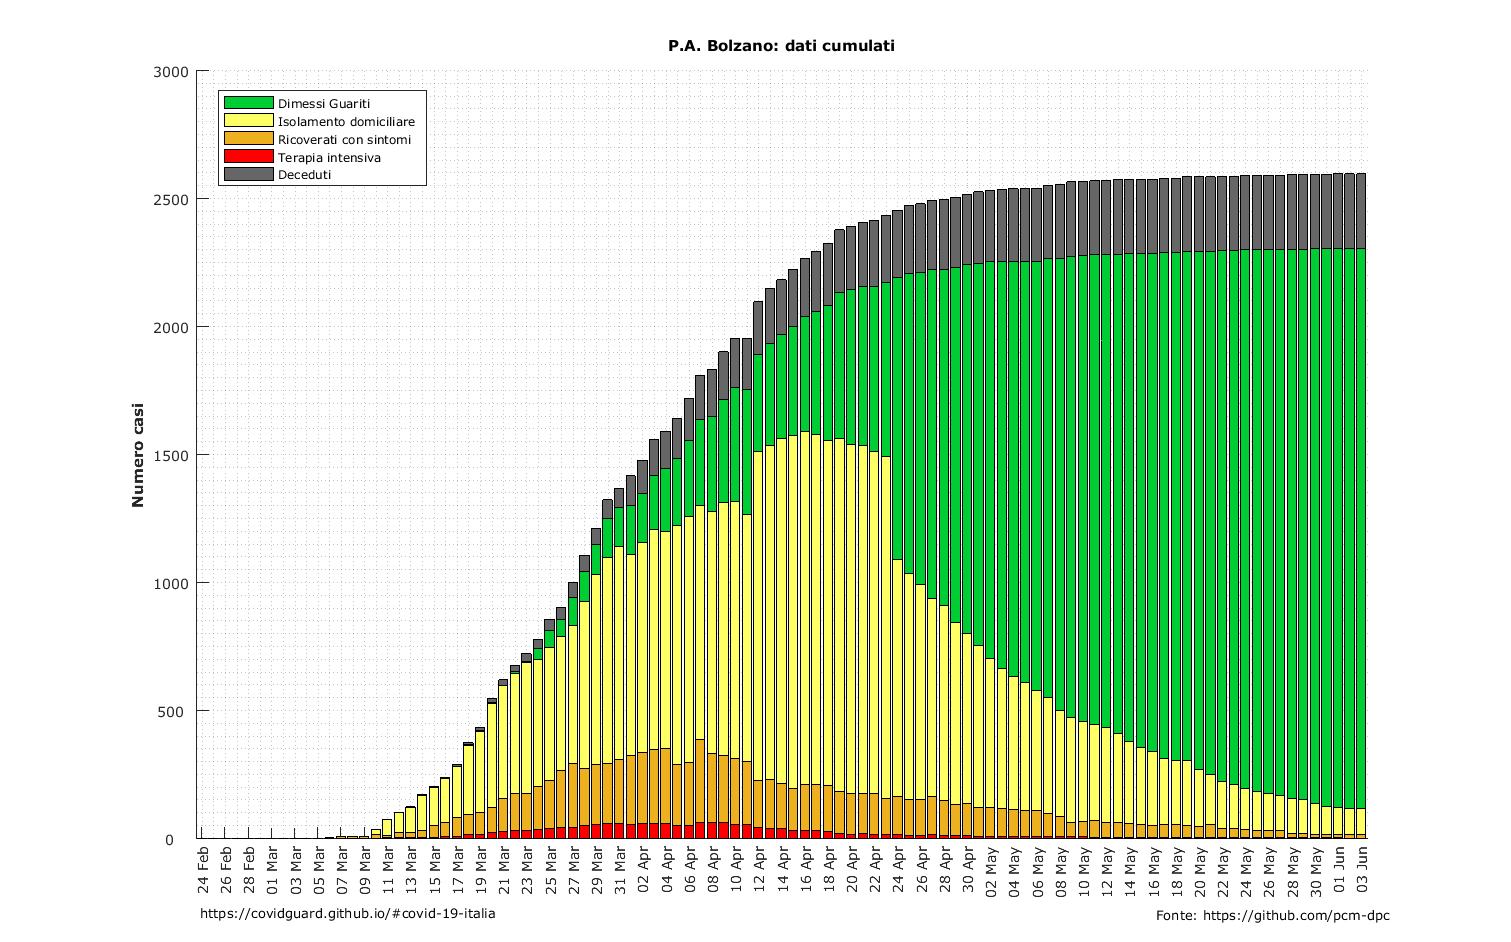 P.A. Bolzano: dati cumulati
3000
2500
2000
1500
1000
500
0
Numero casi
Dimessi Guariti
Isolamento domiciliare
Ricoverati con sintomi
Terapia intensiva
Deceduti
24 Feb
26 Feb
28 Feb
01 Mar
03 Mar
05 Mar
07 Mar
09 Mar
11 Mar
13 Mar
15 Mar
17 Mar
19 Mar
21 Mar
23 Mar
25 Mar
27 Mar
29 Mar
31 Mar
02 Apr
04 Apr
06 Apr
08 Apr
10 Apr
12 Apr
14 Apr
16 Apr
18 Apr
20 Apr
22 Apr
24 Apr
26 Apr
28 Apr
30 Apr
02 May
04 May
06 May
08 May
10 May
12 May
14 May
16 May
18 May
20 May
22 May
24 May
26 May
28 May
30 May
01 Jun
03 Jun
https://covidguard.github.io/#covid-19-italia
Fonte: https://github.com/pcm-dpc